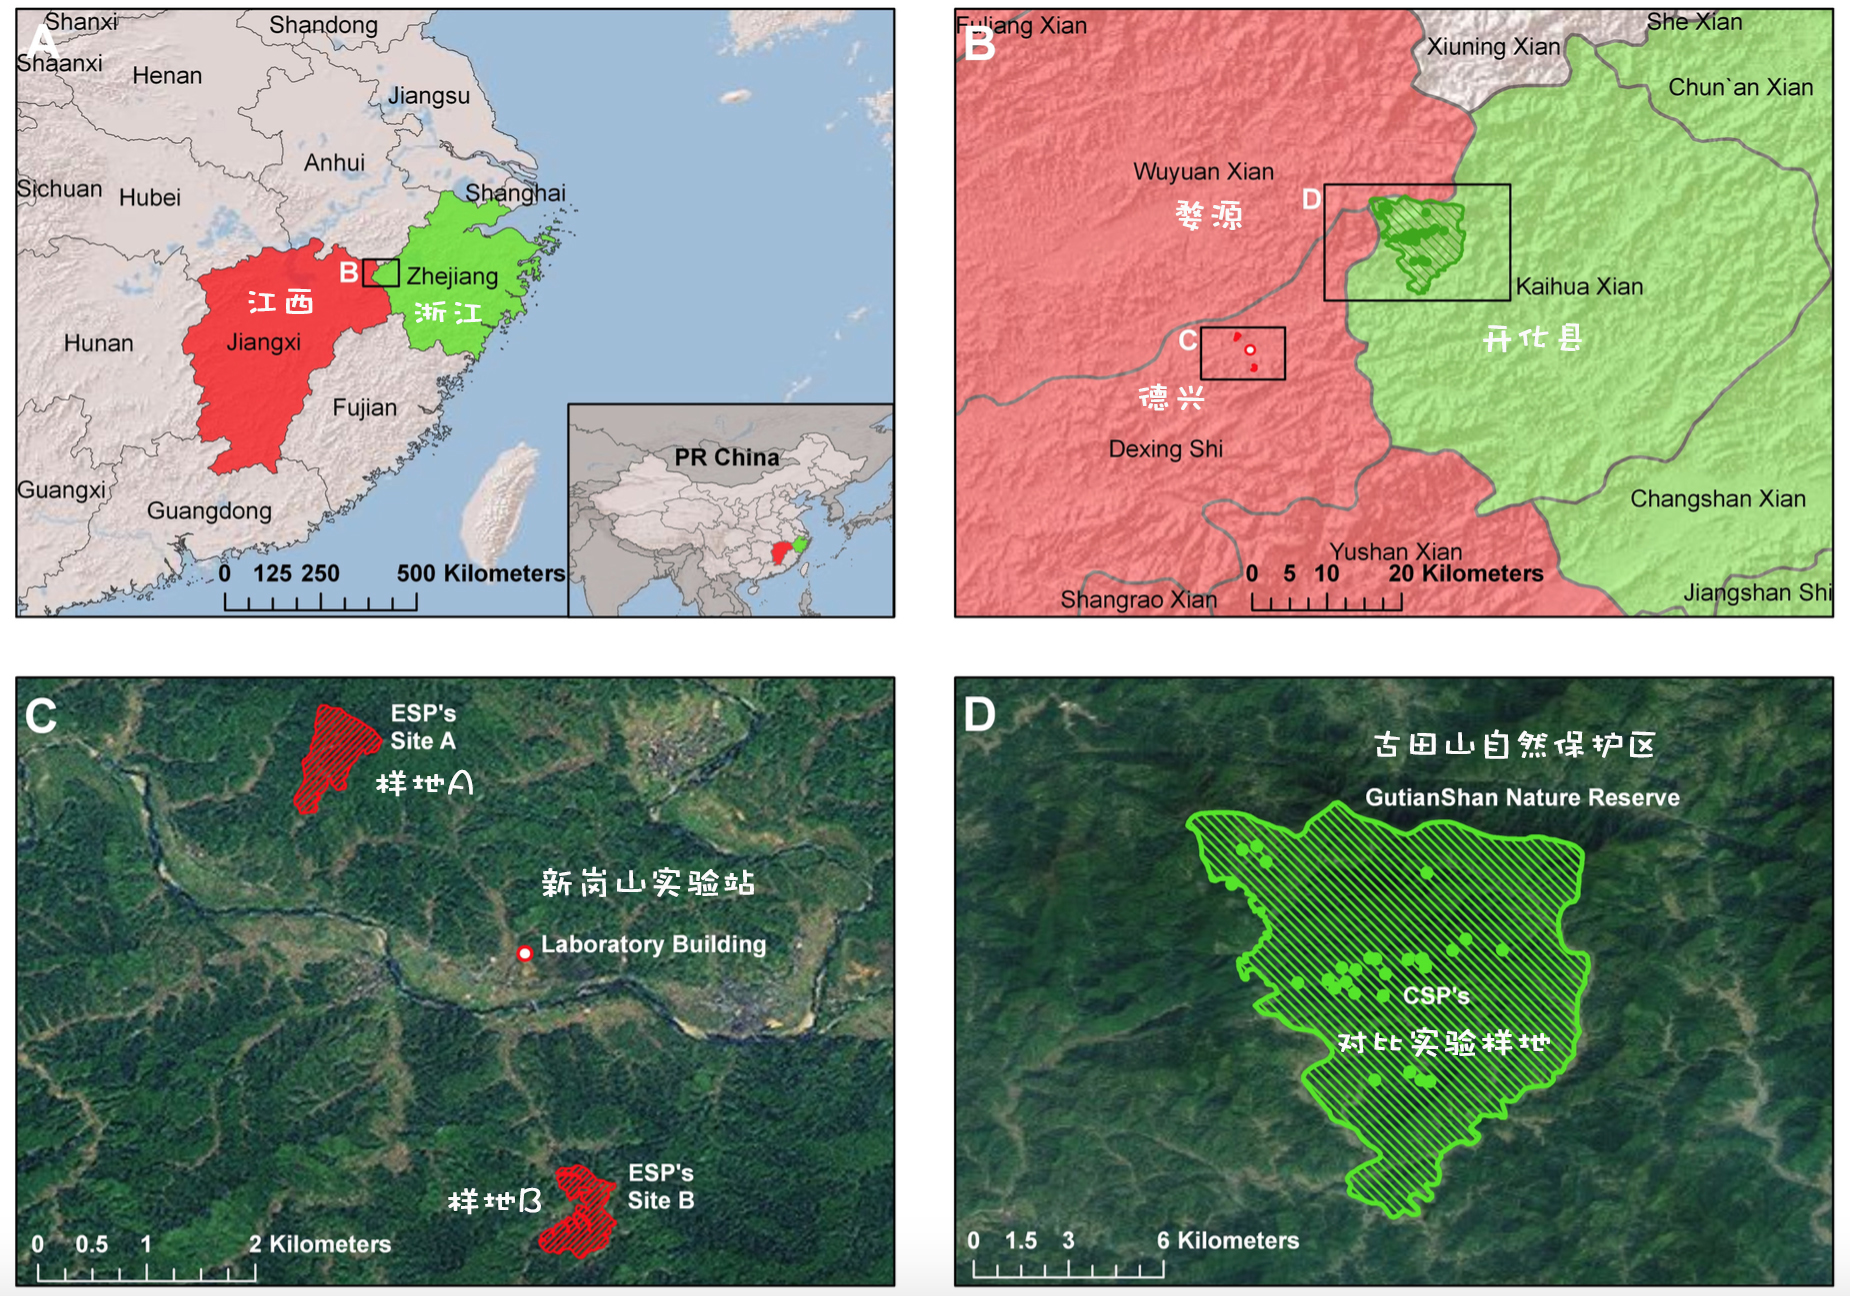 A
Shanxi
Shandong
Shaanxi
Henan
Jiangsu
Anhui
Sichuan
Hubei
Shanghai
B
Zhejiang
江西
浙江
Hunan
Jiangxi
Fujian
PR China
Guangxi
Guangdong
0 125 250 500 Kilometers
B
Fuliang Xian
She Xian
Xiuning Xian
Chun`an Xian
Wuyuan Xian
婺源
D
Kaihua Xian
开化县
C
德兴
Dexing Shi
Changshan Xian
Yushan Xian
0 5 10 20 Kilometers
Shangrao Xian
Jiangshan Shi
C
ESP's
Site A
样地A
新岗山实验站
Laboratory Building
ESP's
Site B
样地B
0 0.5 1 2 Kilometers
D
古田山自然保护区
GutianShan Nature Reserve
CSP's
对比实验样地
0 1.5 3 6 Kilometers